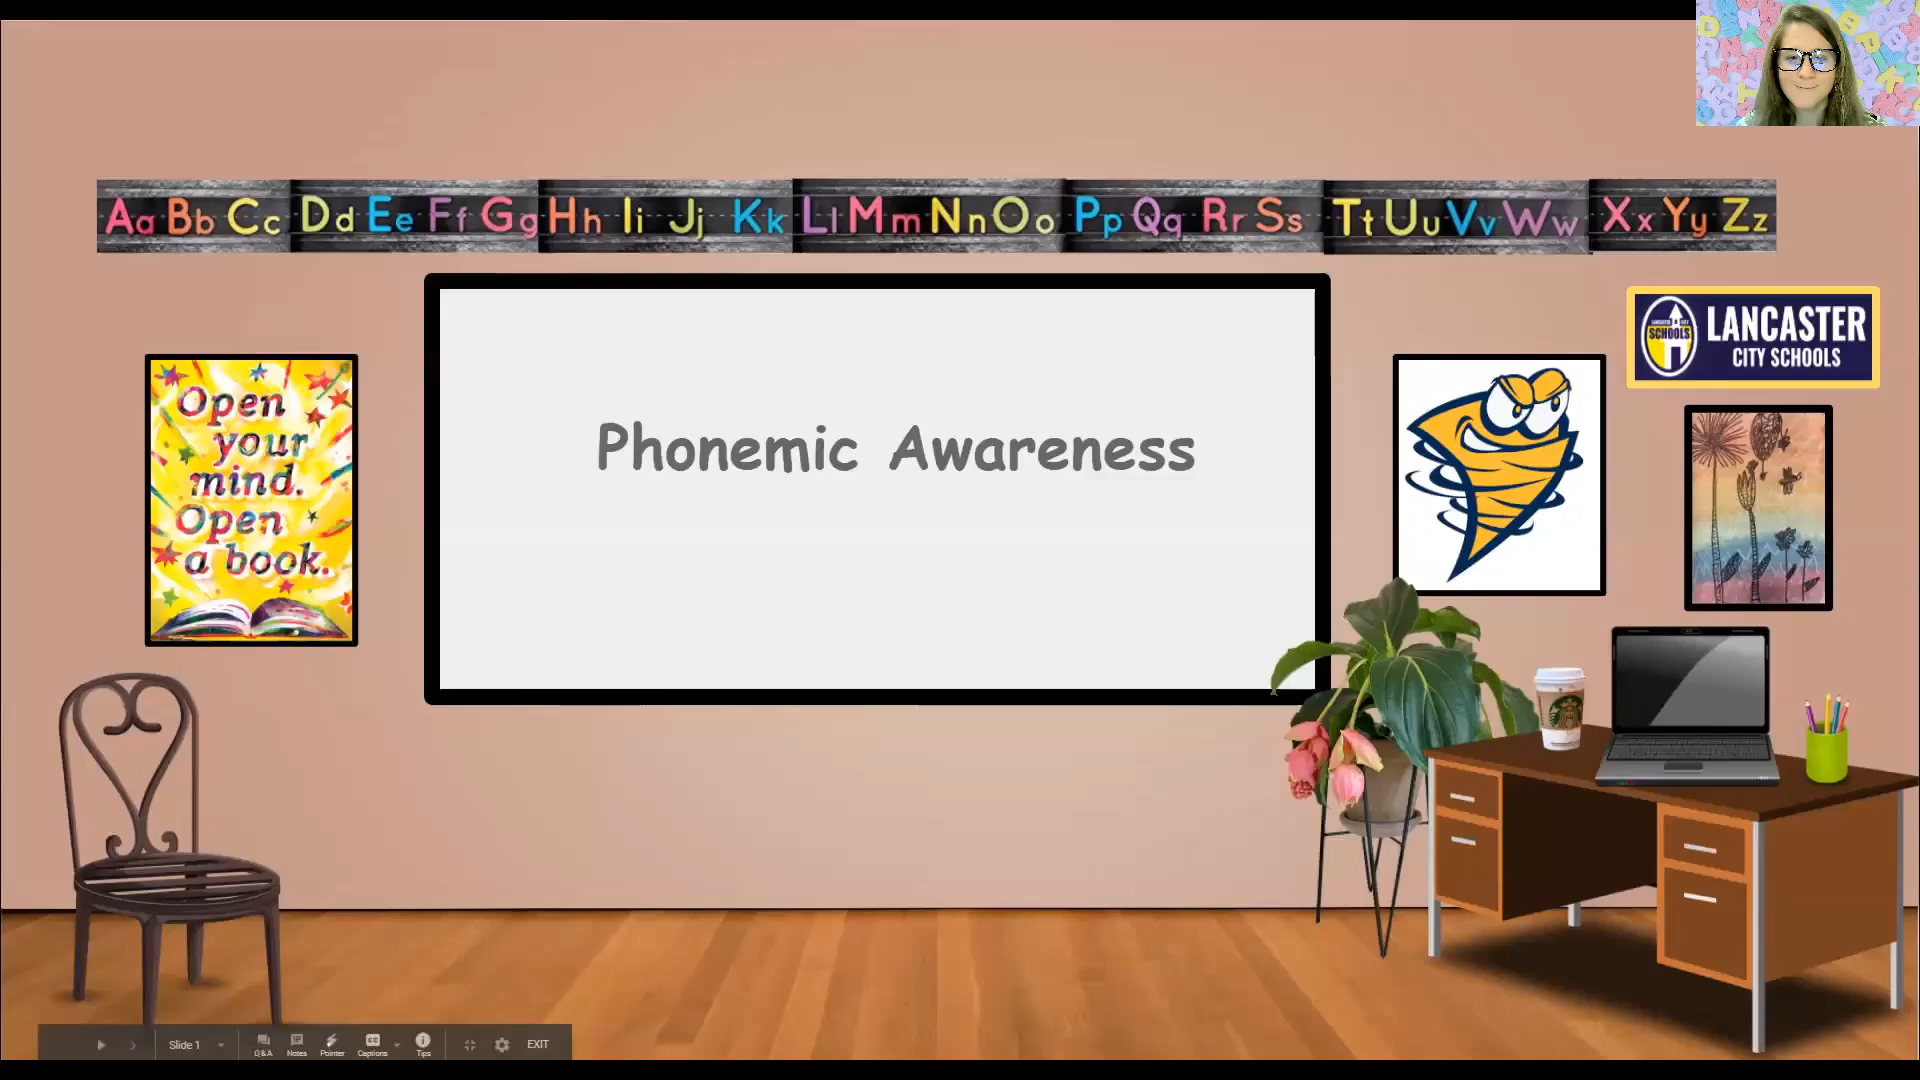 Aa Bb Cc Dd Ee Ff Gg Hh Ii Jj Kk Ll Mm Nn Oo Pp Qq Rr Ss Tt Uu Vv Ww Xx Yy Zz
Phonemic Awareness
Open
your
mind.
Open
a book.
SCHOOLS
LANCASTER
CITY SCHOOLS
Slide 1
Q&A Notes Pointer Captions Tips EXIT